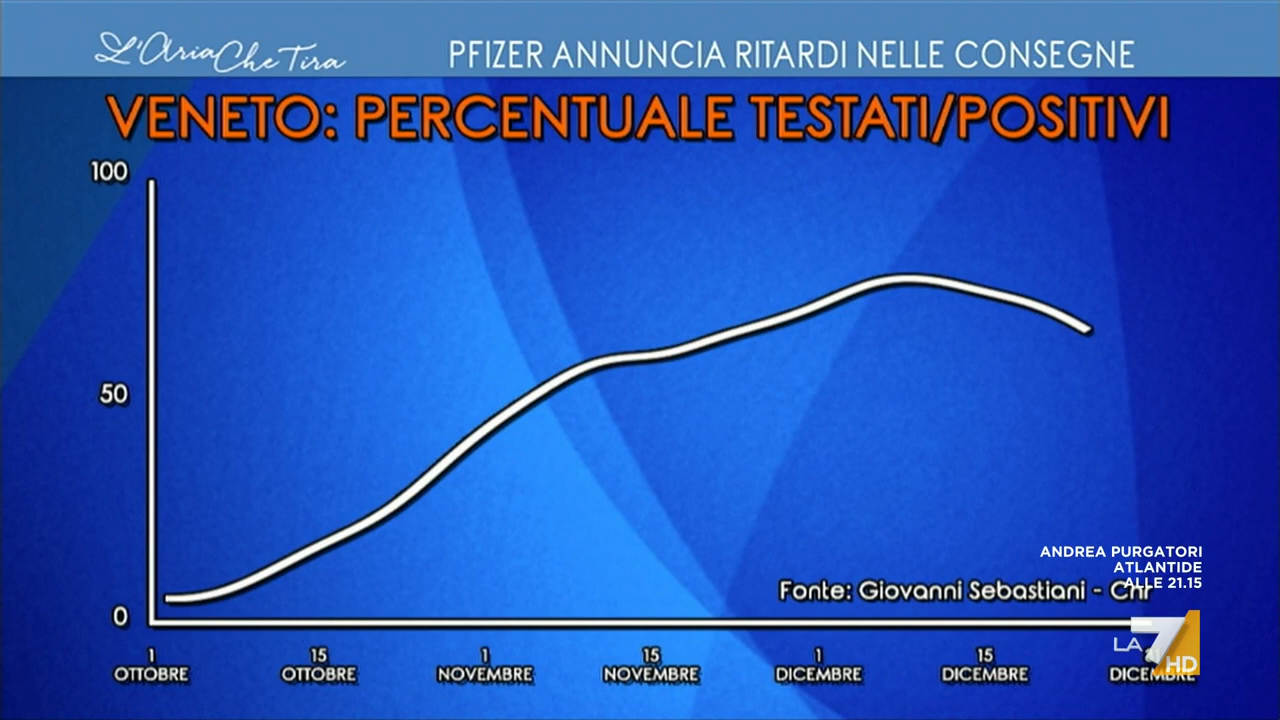 L'Aria Che Tira
PFIZER ANNUNCIA RITARDI NELLE CONSEGNE
VENETO: PERCENTUALE TESTATI/POSITIVI
100
50
0
ANDREA PURGATORI
ATLANTIDE
ALLE 21.15
Fonte: Giovanni Sebastiani - Cnr
1
OTTOBRE
15
OTTOBRE
1
NOVEMBRE
15
NOVEMBRE
1
DICEMBRE
15
DICEMBRE
DICEMBRE
LA 7 HD